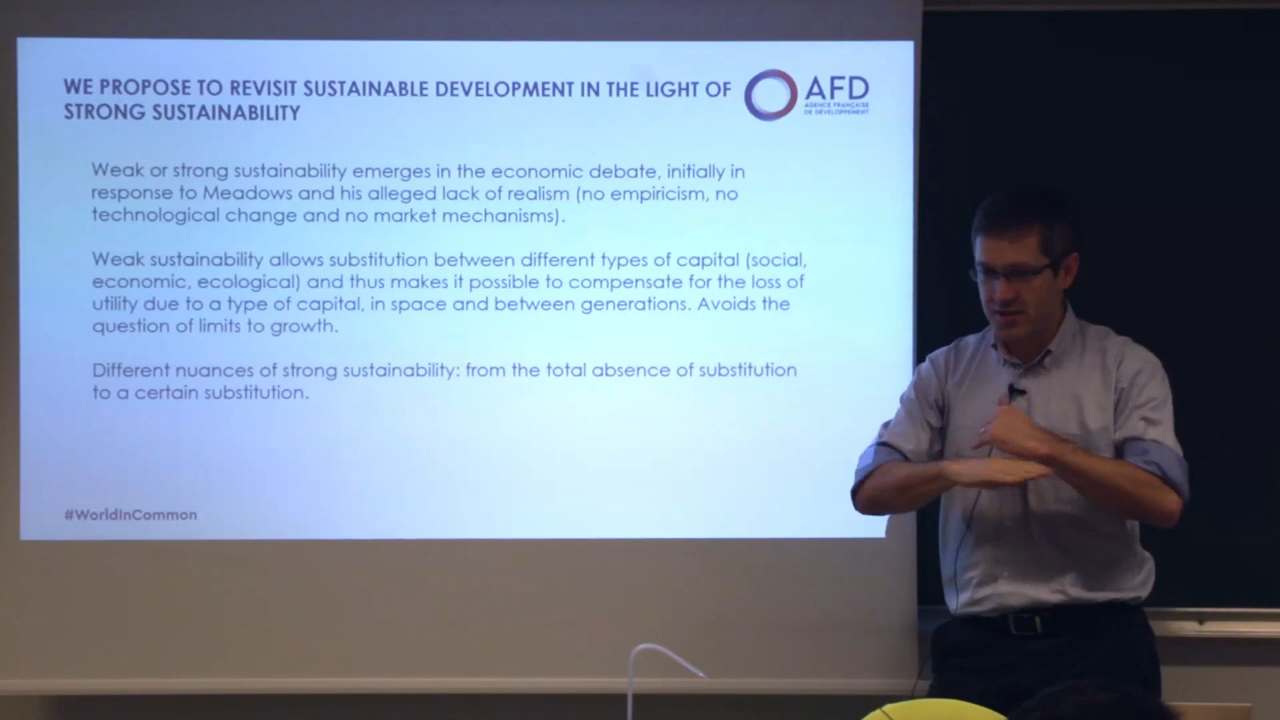 WE PROPOSE TO REVISIT SUSTAINABLE DEVELOPMENT IN THE LIGHT OF
STRONG SUSTAINABILITY
AFD
AGENCE FRANÇAISE
DE DÉVELOPPEMENT
Weak or strong sustainability emerges in the economic debate, initially in
response to Meadows and his alleged lack of realism (no empiricism, no
technological change and no market mechanisms).
Weak sustainability allows substitution between different types of capital (social,
economic, ecological) and thus makes it possible to compensate for the loss of
utility due to a type of capital, in space and between generations. Avoids the
question of limits to growth.
Different nuances of strong sustainability: from the total absence of substitution
to a certain substitution.
#WorldInCommon